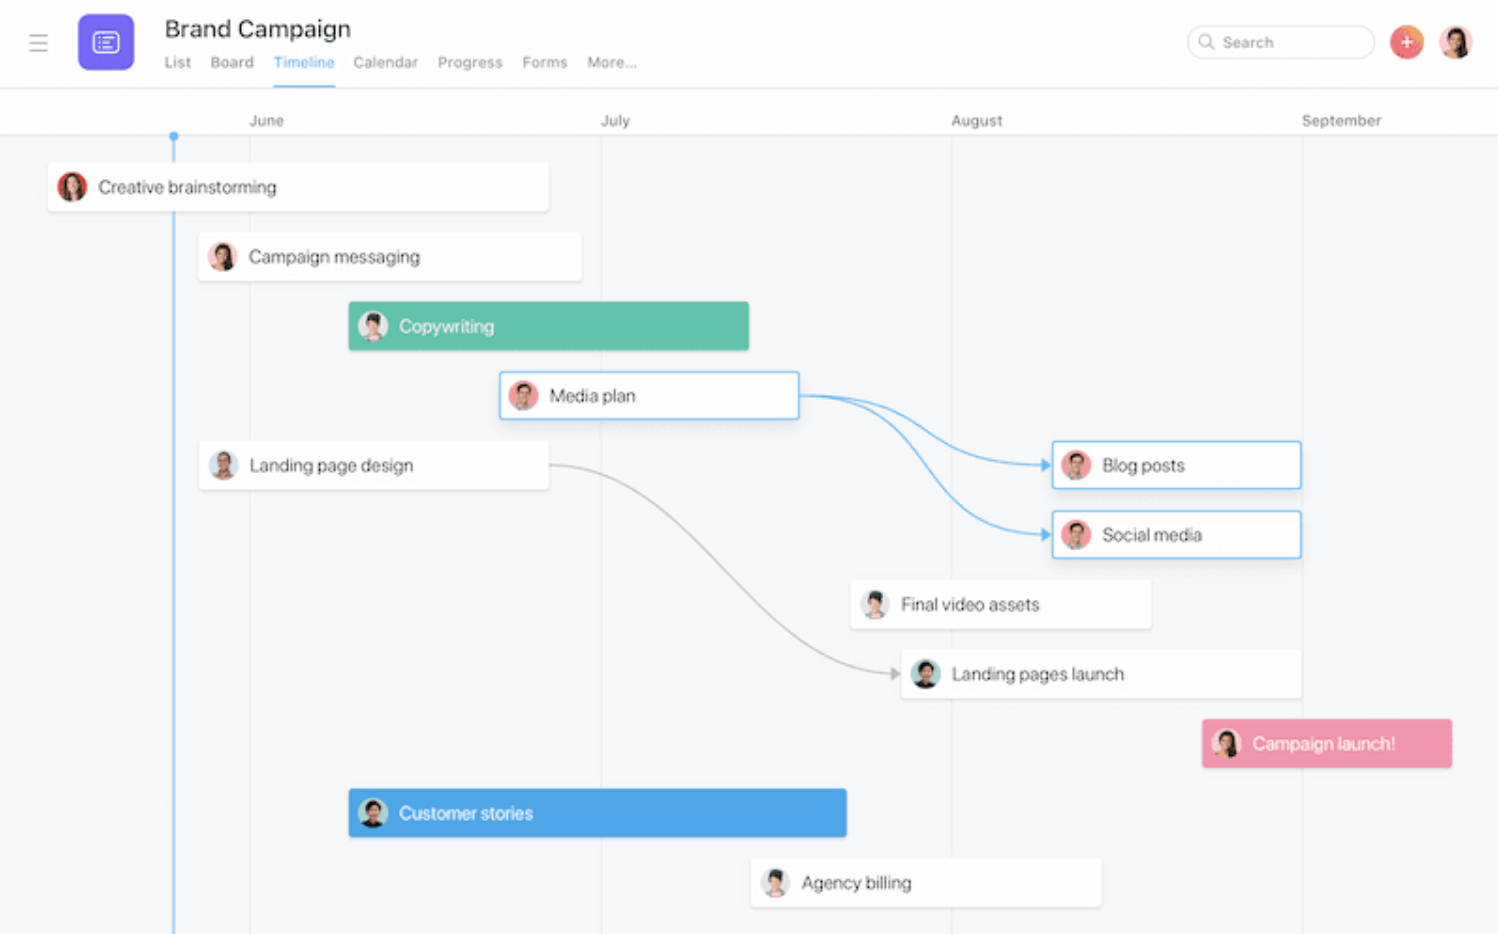 Brand Campaign
Search
List Board Timeline Calendar Progress Forms More...
June July August September
Creative brainstorming
Campaign messaging
Copywriting
Media plan
Landing page design
Blog posts
Social media
Final video assets
Landing pages launch
Campaign launch!
Customer stories
Agency billing